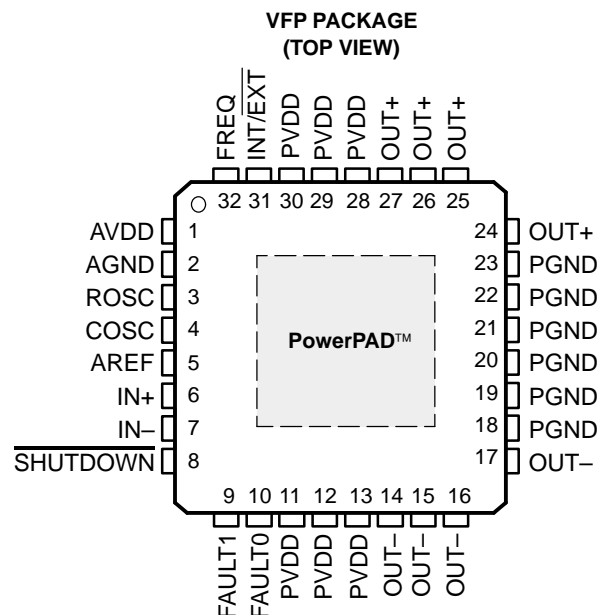 VFP PACKAGE
(TOP VIEW)
FREQ
INT/EXT
PVDD
PVDD
PVDD
OUT+
OUT+
OUT+
32 31 30 29 28 27 26 25
AVDD 1
AGND 2
ROSC 3
COSC 4
AREF 5
IN+ 6
IN– 7
SHUTDOWN 8
PowerPAD™
24 OUT+
23 PGND
22 PGND
21 PGND
20 PGND
19 PGND
18 PGND
17 OUT–
9 10 11 12 13 14 15 16
FAULT1
FAULT0
PVDD
PVDD
PVDD
OUT–
OUT–
OUT–